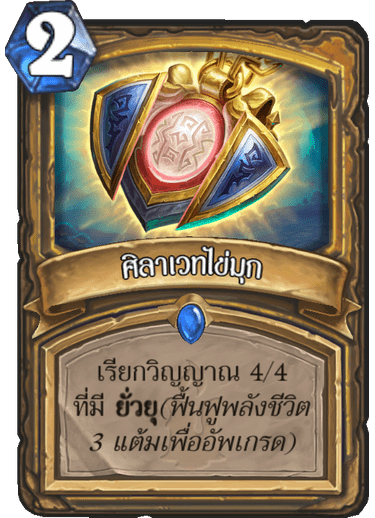 2
ศิลาเวทไข่มุก
เรียกวิญญาณ 4/4
ที่มี ยั่วยุ(ฟื้นฟูพลังชีวิต
3 แต้มเพื่ออัพเกรด)